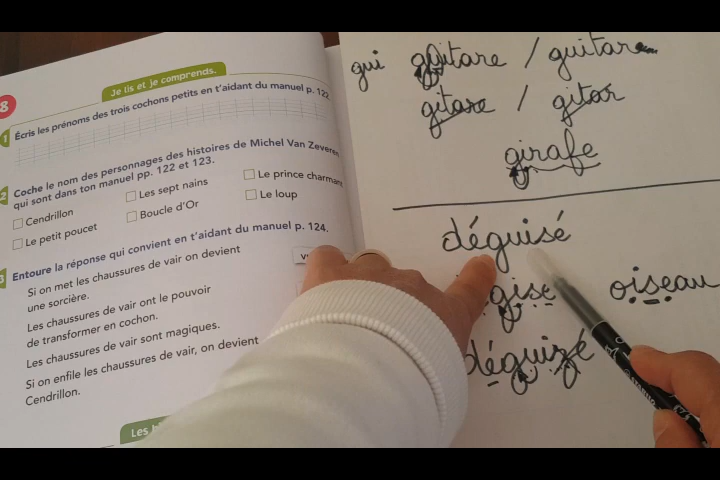 8
Je lis et je comprends.
1 Écris les prénoms des trois cochons petits en t'aidant du manuel p. 122
2 Coche le nom des personnages des histoires de Michel Van Zeveren
qui sont dans ton manuel pp. 122 et 123.
Cendrillon
Les sept nains
Le prince charmant
Le petit poucet
Boucle d'Or
Le loup
3 Entoure la réponse qui convient en t'aidant du manuel p. 124.
Si on met les chaussures de vair on devient
une sorcière.
Les chaussures de vair ont le pouvoir
de transformer en cochon.
Les chaussures de vair sont magiques.
Si on enfile les chaussures de vair, on devient
Cendrillon.
qui guitare / guitare
gitare / gitar
girafe
déguisé
oiseau
déguizé